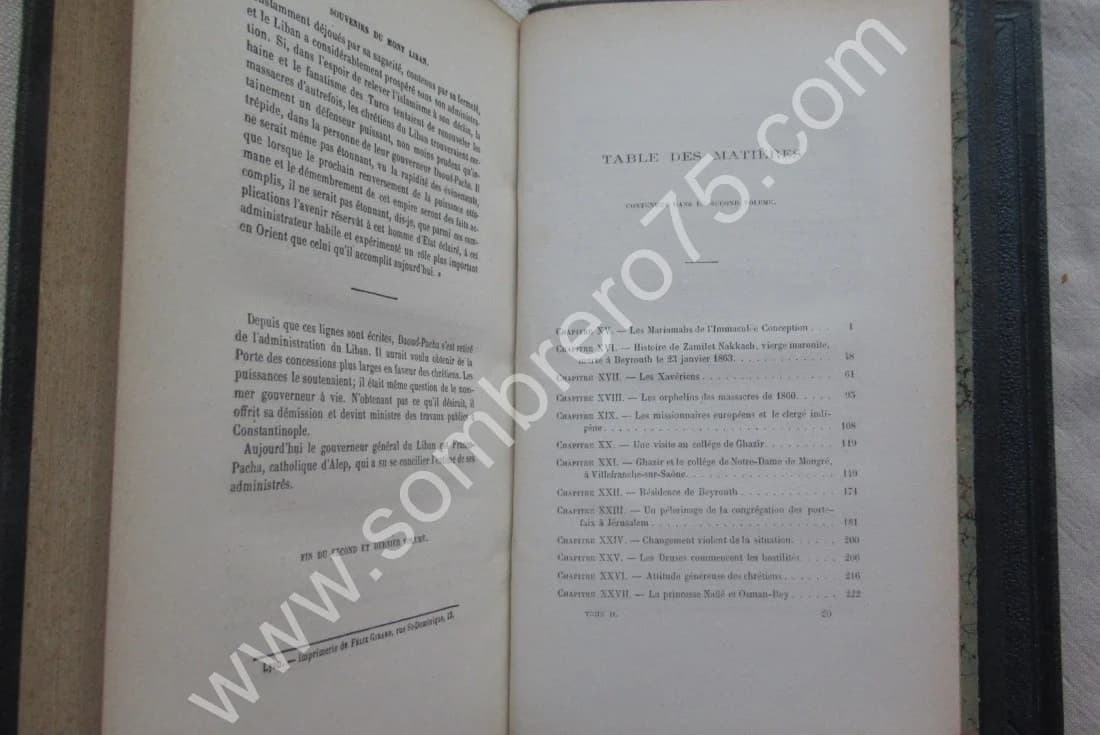 SOUVENIRS DU MONT LIBAN.
constamment déjoués par sa sagacité, contenus par sa fermeté,
et le Liban a considérablement prospéré sous son administra-
tion. Si, dans l'espoir de relever l'islamisme à son déclin, la
haine et le fanatisme des Turcs tentaient de renouveler les
massacres d'autrefois, les chrétiens du Liban trouveraient cer-
tainement un défenseur puissant, non moins prudent qu'in-
trépide, dans la personne de leur gouverneur Daoud-Pacha. Il
ne serait même pas étonnant, vu la rapidité des événements,
que lorsque le prochain renversement de la puissance otto-
mane et le démembrement de cet empire seront des faits ac-
complis, il ne serait pas étonnant, dis-je, que parmi ces com-
plications l'avenir réservât à cet homme d'Etat éclairé, à cet
administrateur habile et expérimenté un rôle plus important
en Orient que celui qu'il accomplit aujourd'hui. »
Depuis que ces lignes sont écrites, Daoud-Pacha s'est retiré
de l'administration du Liban. Il aurait voulu obtenir de la
Porte des concessions plus larges en faveur des chrétiens. Les
puissances le soutenaient; il était même question de le nom-
mer gouverneur à vie. N'obtenant pas ce qu'il désirait, il
offrit sa démission et devint ministre des travaux publics à
Constantinople.
Aujourd'hui le gouverneur général du Liban est Franco-
Pacha, catholique d'Alep, qui a su se concilier l'estime de ses
administrés.
FIN DU SECOND ET DERNIER VOLUME.
Lyon. — Imprimerie de FÉLIX GIRARD, rue St-Dominique, 13.
TABLE DES MATIÈRES
CONTENUES DANS LE SECOND VOLUME.
CHAPITRE XV. — Les Mariamahs de l'Immaculée Conception . . . 1
CHAPITRE XVI. — Histoire de Zamilet Nakkach, vierge maronite,
morte à Beyrouth le 23 janvier 1863. . . . . . . . . . 48
CHAPITRE XVII. — Les Xavériens . . . . . . . . . . . 61
CHAPITRE XVIII. — Les orphelins des massacres de 1860. . . . 95
CHAPITRE XIX. — Les missionnaires européens et le clergé indi-
gène. . . . . . . . . . . . . . . . . . . 108
CHAPITRE XX. — Une visite au collége de Ghazir. . . . . . . 119
CHAPITRE XXI. — Ghazir et le collége de Notre-Dame de Mongré,
à Villefranche-sur-Saône. . . . . . . . . . . . . 149
CHAPITRE XXII. — Résidence de Beyrouth . . . . . . . . 174
CHAPITRE XXIII. — Un pèlerinage de la congrégation des porte-
faix à Jérusalem . . . . . . . . . . . . . . . 181
CHAPITRE XXIV. — Changement violent de la situation. . . . . 200
CHAPITRE XXV. — Les Druses commencent les hostilités. . . . 206
CHAPITRE XXVI. — Attitude généreuse des chrétiens . . . . . 216
CHAPITRE XXVII. — La princesse Naïfé et Osman-Bey . . . . . 222
TOME II. 20
www.sombrero75.com